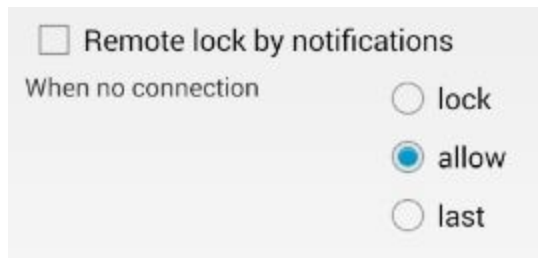 Remote lock by notifications
When no connection
lock
allow
last